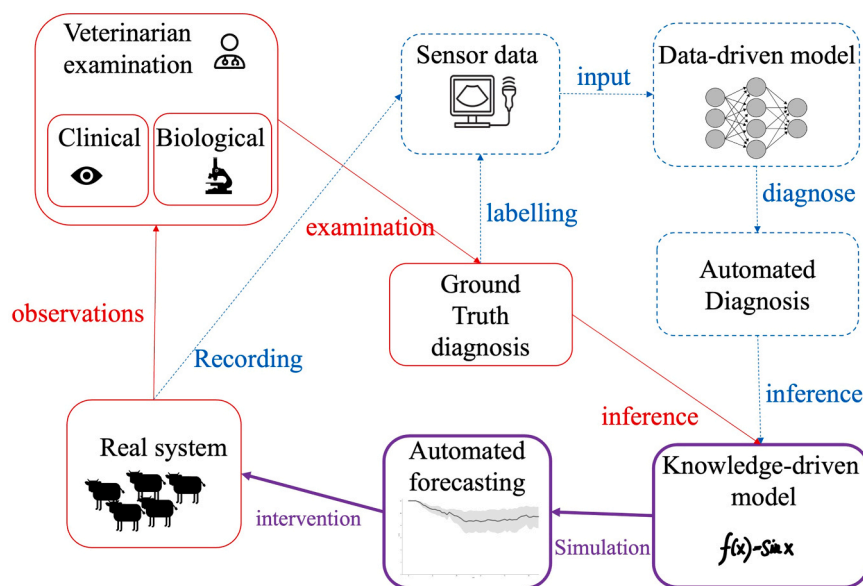 Veterinarian
examination
Clinical
Biological
Sensor data
input
Data-driven model
examination
labelling
diagnose
observations
Ground
Truth
diagnosis
Automated
Diagnosis
Recording
inference
inference
Real system
intervention
Automated
forecasting
Simulation
Knowledge-driven
model
f(x)=sinx